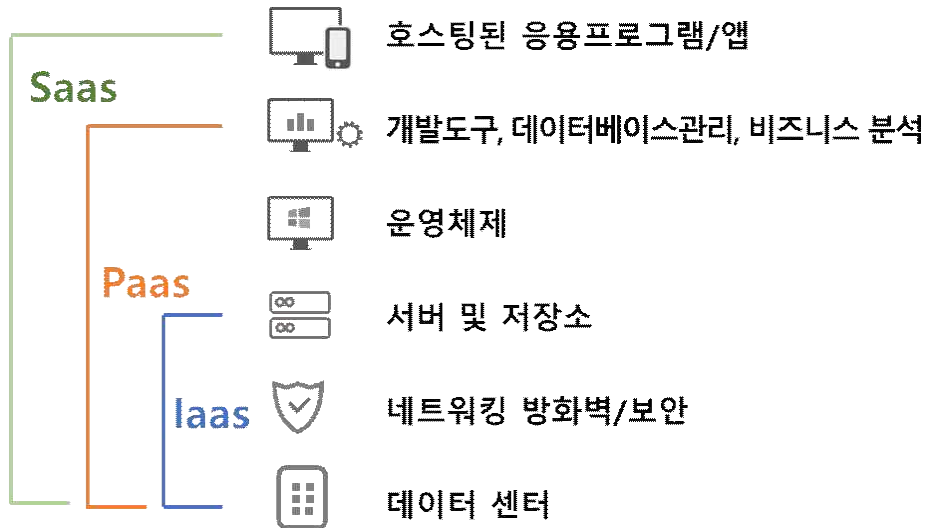 호스팅된 응용프로그램/앱
Saas
개발도구, 데이터베이스관리, 비즈니스 분석
운영체제
Paas
서버 및 저장소
Iaas
네트워킹 방화벽/보안
데이터 센터